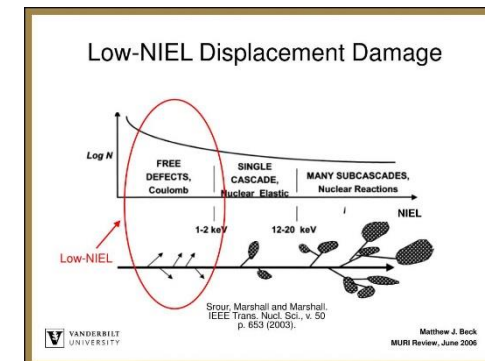 Low-NIEL Displacement Damage
Log N
FREE
DEFECTS,
Coulomb
SINGLE
CASCADE,
Nuclear Elastic
MANY SUBCASCADES,
Nuclear Reactions
NIEL
1-2 keV
12-20 keV
Low-NIEL
Srour, Marshall and Marshall.
IEEE Trans. Nucl. Sci., v. 50
p. 653 (2003).
VANDERBILT
UNIVERSITY
Matthew J. Beck
MURI Review, June 2006